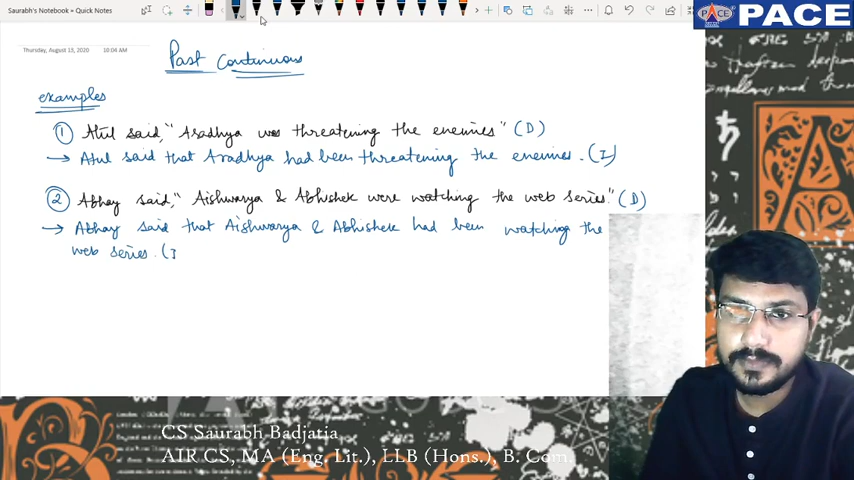 Saurabh's Notebook » Quick Notes
PACE
PACE
Thursday, August 13, 2020 10:04 AM
Past Continuous
examples
① Atul said, "Aradhya was threatening the enemies" (D)
→ Atul said that Aradhya had been threatening the enemies. (I)
② Abhay said, "Aishwarya & Abhishek were watching the web series." (D)
→ Abhay said that Aishwarya & Abhishek had been watching the
web series. (I
A
CS Saurabh Badjatia
AIR CS, MA (Eng. Lit.), LLB (Hons.), B. Com.